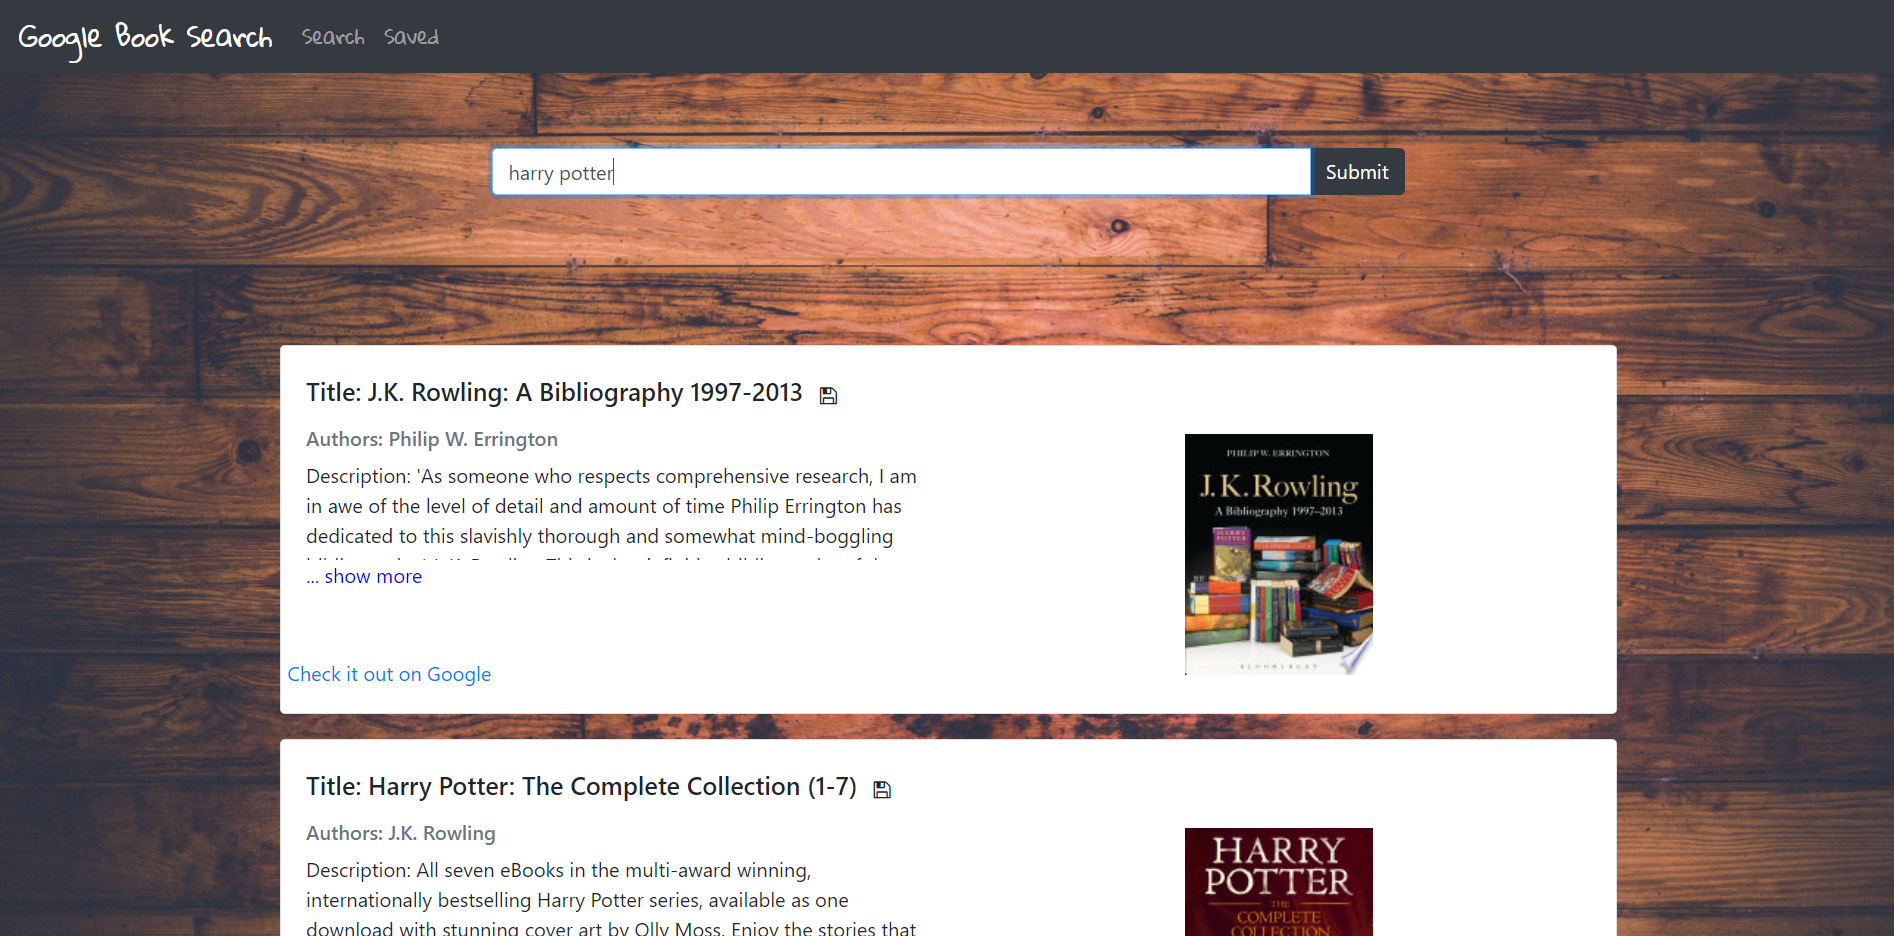 Google Book Search Search Saved
harry potter Submit
Title: J.K. Rowling: A Bibliography 1997-2013
Authors: Philip W. Errington
Description: 'As someone who respects comprehensive research, I am
in awe of the level of detail and amount of time Philip Errington has
dedicated to this slavishly thorough and somewhat mind-boggling
... show more
Check it out on Google
PHILIP W. ERRINGTON
J.K.Rowling
A Bibliography 1997–2013
HARRY
POTTER
BLOOMSBURY
Title: Harry Potter: The Complete Collection (1-7)
Authors: J.K. Rowling
Description: All seven eBooks in the multi-award winning,
internationally bestselling Harry Potter series, available as one
download with stunning cover art by Olly Moss. Enjoy the stories that
HARRY
POTTER
THE
COMPLETE
COLLECTION